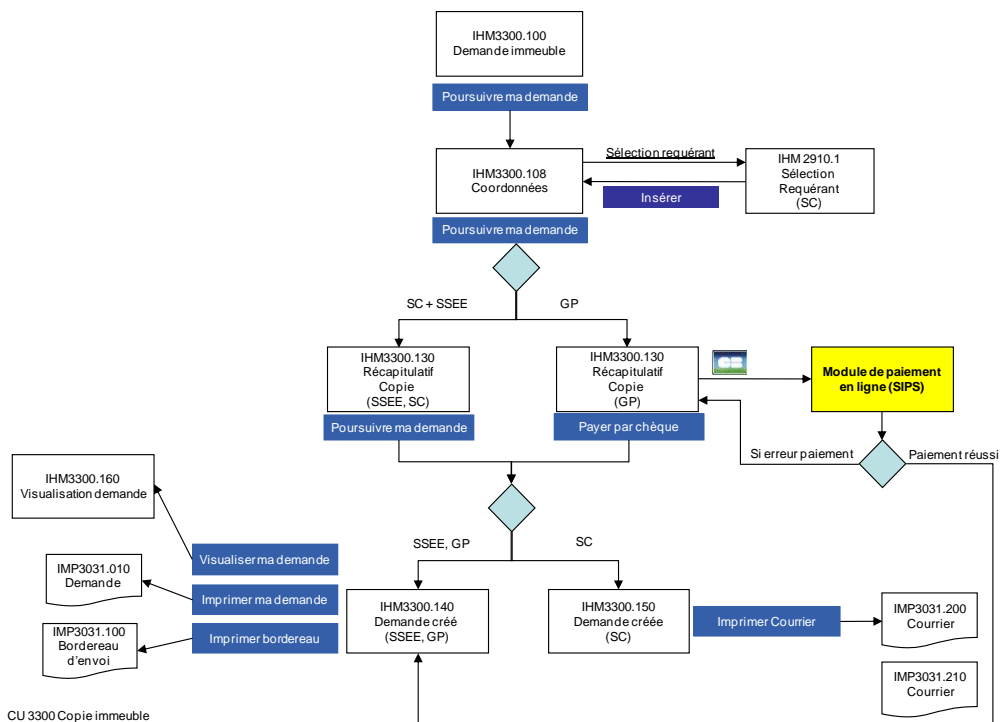 IHM3300.100
Demande immeuble
Poursuivre ma demande
IHM3300.108
Coordonnées
Sélection requérant
Insérer
IHM 2910.1
Sélection
Requérant
(SC)
Poursuivre ma demande
SC + SSEE
GP
IHM3300.130
Récapitulatif
Copie
(SSEE, SC)
Poursuivre ma demande
IHM3300.130
Récapitulatif
Copie
(GP)
Payer par chèque
CB
Module de paiement
en ligne (SIPS)
Si erreur paiement
Paiement réussi
IHM3300.160
Visualisation demande
SSEE, GP
SC
Visualiser ma demande
IMP3031.010
Demande
Imprimer ma demande
IMP3031.100
Bordereau
d'envoi
Imprimer bordereau
IHM3300.140
Demande créé
(SSEE, GP)
IHM3300.150
Demande créée
(SC)
Imprimer Courrier
IMP3031.200
Courrier
IMP3031.210
Courrier
CU 3300 Copie immeuble